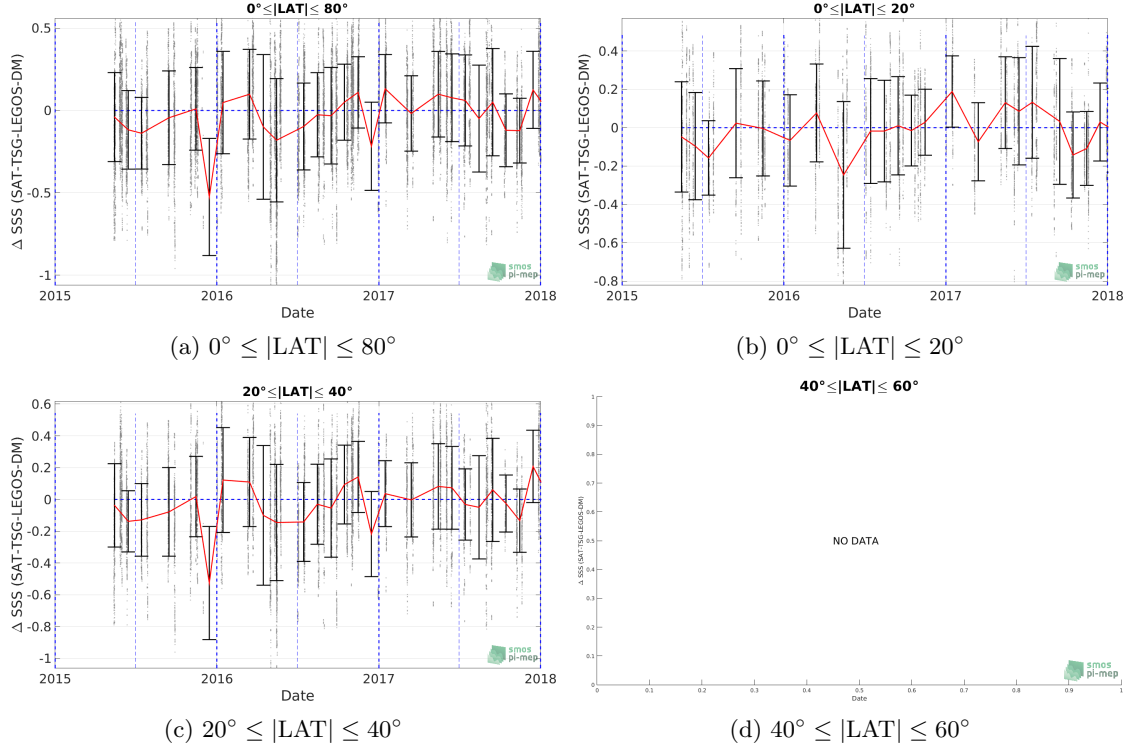 0°≤|LAT|≤ 80°
Δ SSS (SAT-TSG-LEGOS-DM)
0.5
0
-0.5
-1
2015
2016
2017
2018
Date
smos
pi-mep
(a) 0° ≤ |LAT| ≤ 80°
0°≤|LAT|≤ 20°
Δ SSS (SAT-TSG-LEGOS-DM)
0.4
0.2
0
-0.2
-0.4
-0.6
-0.8
2015
2016
2017
2018
Date
smos
pi-mep
(b) 0° ≤ |LAT| ≤ 20°
20°≤|LAT|≤ 40°
Δ SSS (SAT-TSG-LEGOS-DM)
0.6
0.4
0.2
0
-0.2
-0.4
-0.6
-0.8
-1
2015
2016
2017
2018
Date
smos
pi-mep
(c) 20° ≤ |LAT| ≤ 40°
40°≤|LAT|≤ 60°
Δ SSS (SAT-TSG-LEGOS-DM)
1
0.9
0.8
0.7
0.6
0.5
0.4
0.3
0.2
0.1
0
NO DATA
0
0.1
0.2
0.3
0.4
0.5
0.6
0.7
0.8
0.9
1
Date
smos
pi-mep
(d) 40° ≤ |LAT| ≤ 60°